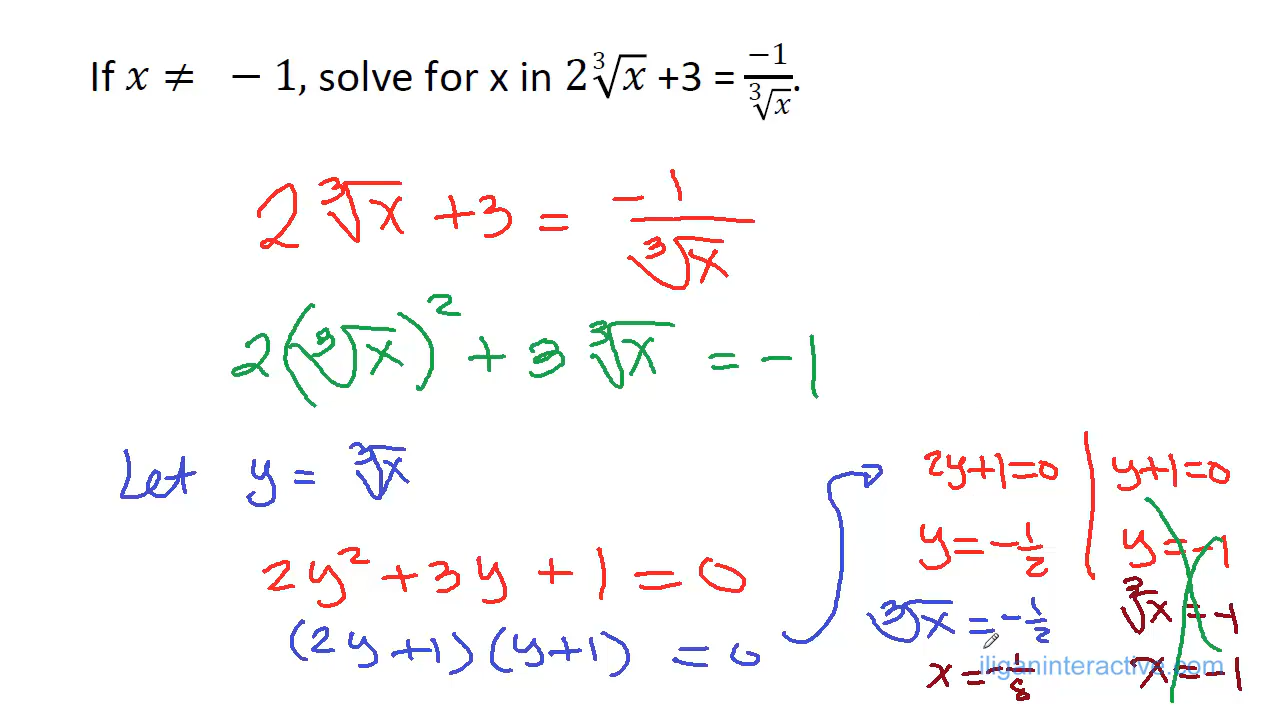 If x ≠ −1, solve for x in 2∛x +3 = −1/∛x.
2∛x + 3 = −1/∛x
2(∛x)² + 3∛x = −1
Let y = ∛x
2y² + 3y + 1 = 0
(2y + 1)(y + 1) = 0
2y+1=0
y = −1/2
∛x = −1/2
x = −1/8
y+1=0
y = −1
∛x = −1
x = −1
iliganinteractive.com